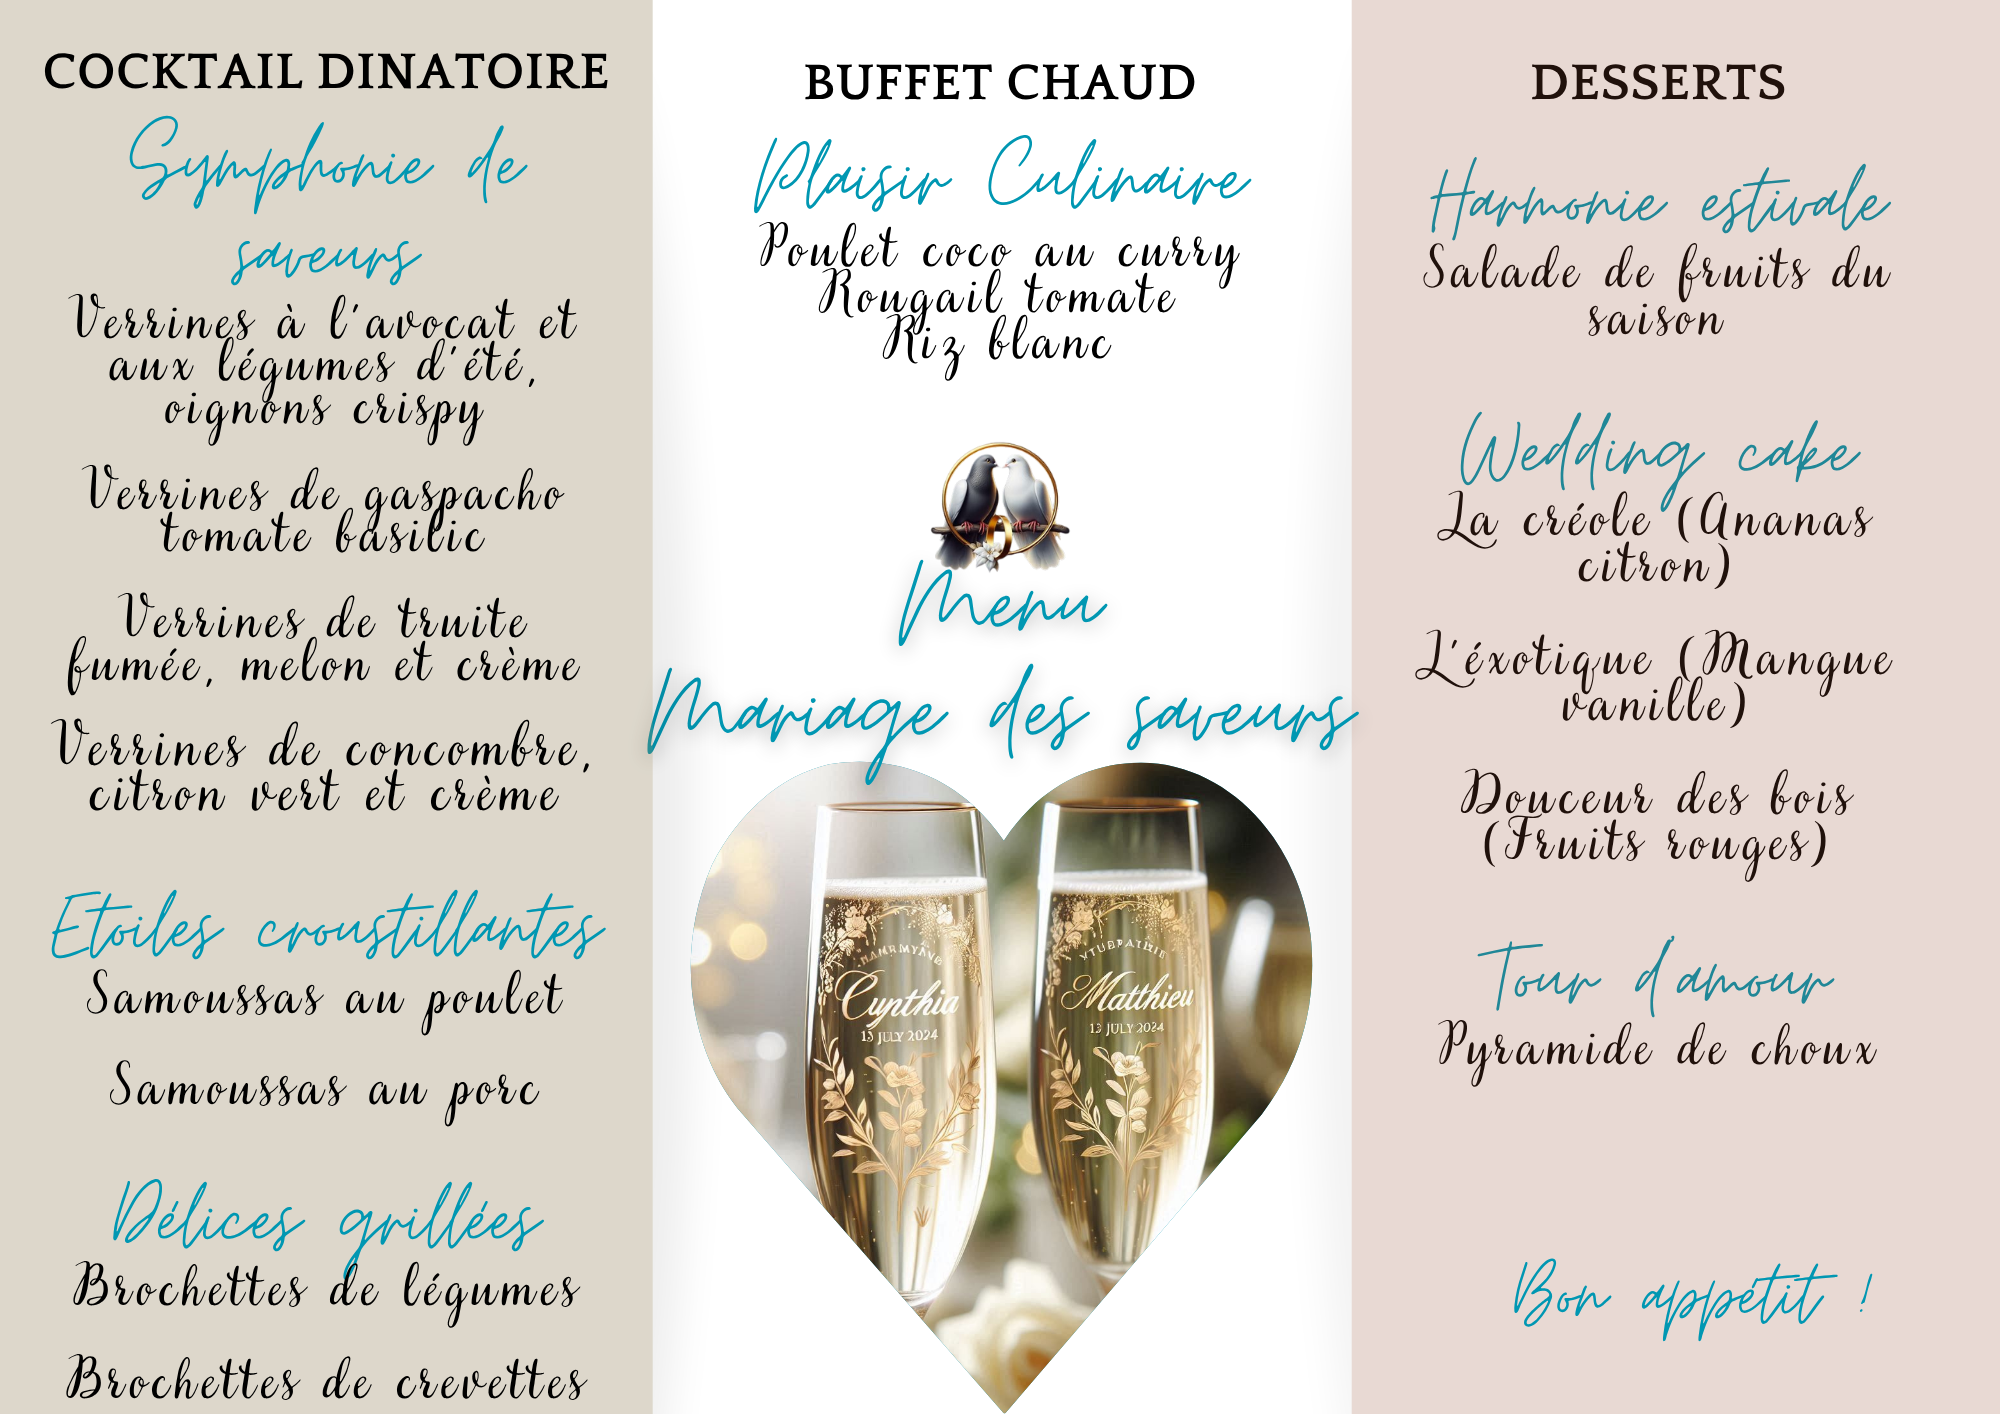 COCKTAIL DINATOIRE
Symphonie de
saveurs
Verrines à l'avocat et
aux légumes d'été,
oignons crispy
Verrines de gaspacho
tomate basilic
Verrines de truite
fumée, melon et crème
Verrines de concombre,
citron vert et crème
Etoiles croustillantes
Samoussas au poulet
Samoussas au porc
Délices grillées
Brochettes de légumes
Brochettes de crevettes
BUFFET CHAUD
Plaisir Culinaire
Poulet coco au curry
Rougail tomate
Riz blanc
Menu
Mariage des saveurs
Cynthia
13 JULY 2024
Matthieu
13 JULY 2024
DESSERTS
Harmonie estivale
Salade de fruits du
saison
Wedding cake
La créole (Ananas
citron)
L'éxotique (Mangue
vanille)
Douceur des bois
(Fruits rouges)
Tour d'amour
Pyramide de choux
Bon appétit !